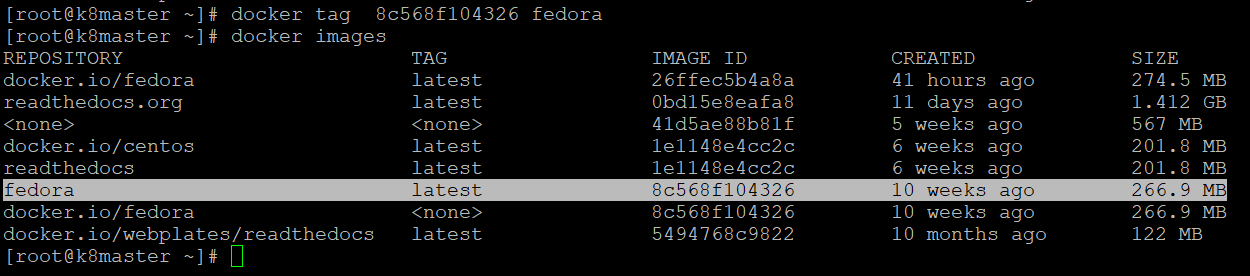 [root@k8master ~]# docker tag  8c568f104326 fedora
[root@k8master ~]# docker images
REPOSITORY                        TAG                 IMAGE ID            CREATED             SIZE
docker.io/fedora                  latest              26ffec5b4a8a        41 hours ago        274.5 MB
readthedocs.org                   latest              0bd15e8eafa8        11 days ago         1.412 GB
<none>                            <none>              41d5ae88b81f        5 weeks ago         567 MB
docker.io/centos                  latest              1e1148e4cc2c        6 weeks ago         201.8 MB
readthedocs                       latest              1e1148e4cc2c        6 weeks ago         201.8 MB
fedora                            latest              8c568f104326        10 weeks ago        266.9 MB
docker.io/fedora                  <none>              8c568f104326        10 weeks ago        266.9 MB
docker.io/webplates/readthedocs   latest              5494768c9822        10 months ago       122 MB
[root@k8master ~]#